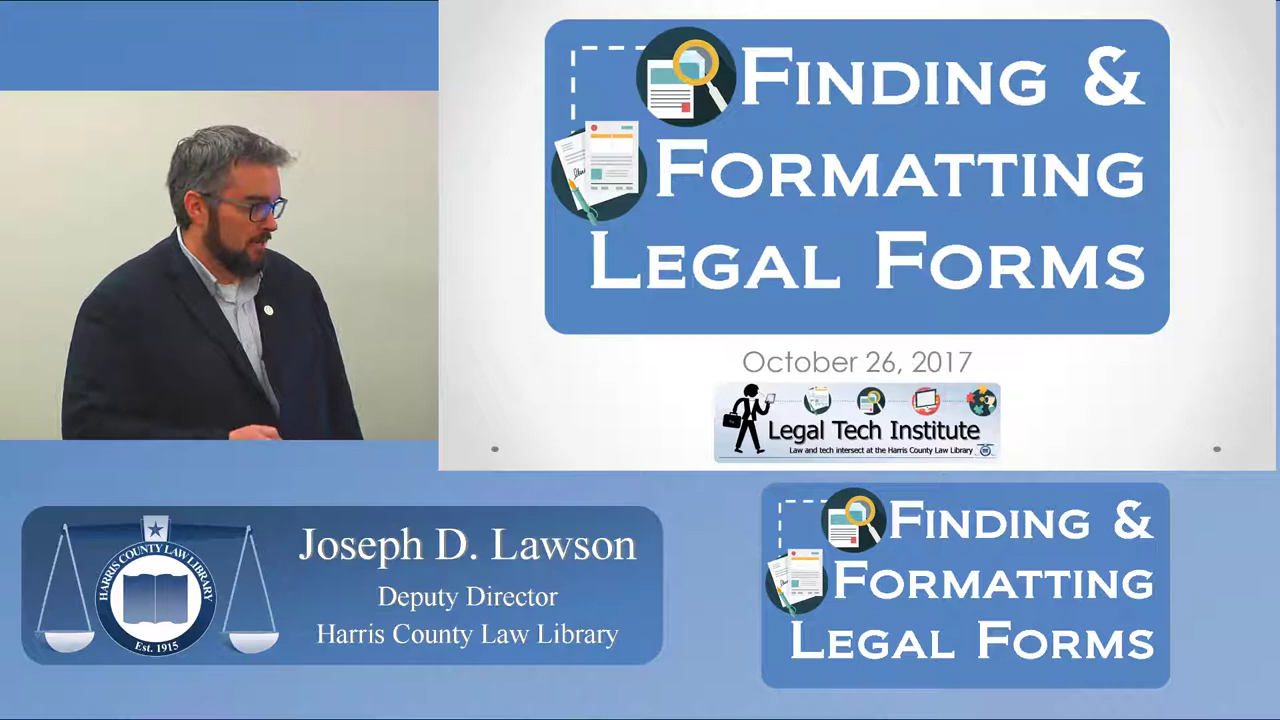 FINDING &
FORMATTING
LEGAL FORMS
October 26, 2017
Legal Tech Institute
Law and tech intersect at the Harris County Law Library
HARRIS COUNTY LAW LIBRARY
Est. 1915
Joseph D. Lawson
Deputy Director
Harris County Law Library
FINDING &
FORMATTING
LEGAL FORMS